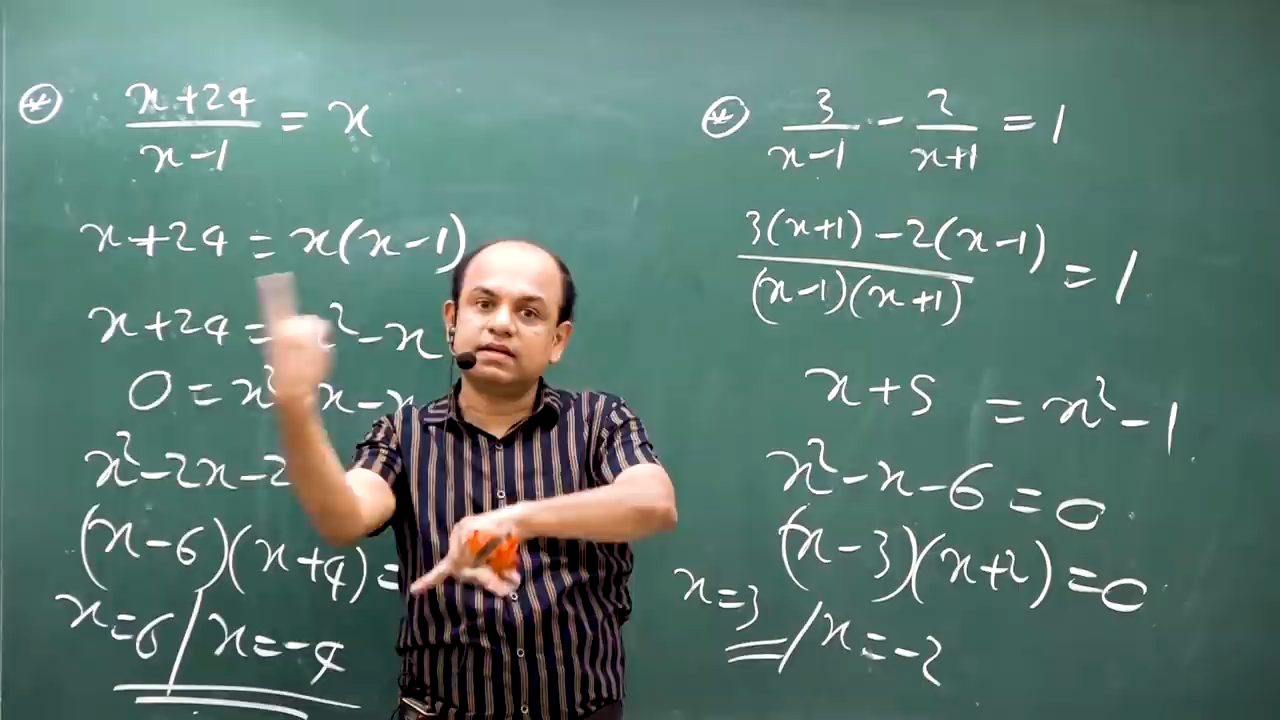 * x+24 / x-1 = x
x+24 = x(x-1)
x+24 = x² - x
0 = x² x - x
x² - 2x - 2
(x-6)(x+4) =
x=6 / x=-4
* 3/(x-1) - 2/(x+1) = 1
3(x+1) - 2(x-1) / (x-1)(x+1) = 1
x+5 = x² - 1
x² - x - 6 = 0
(x-3)(x+2) = 0
x=3 / x=-2